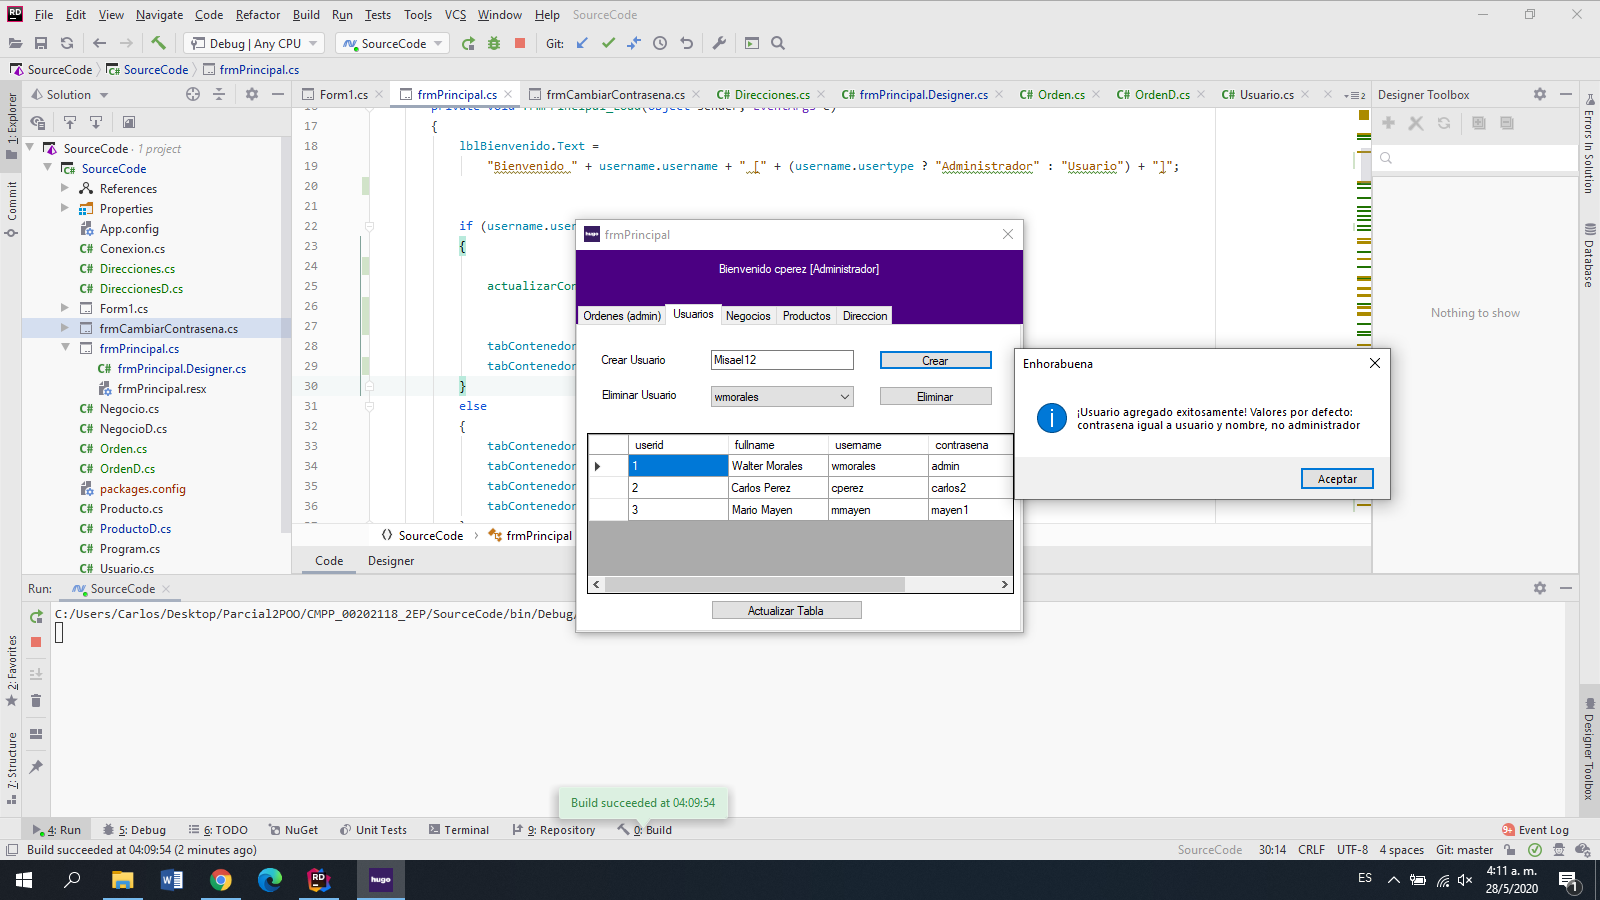 File Edit View Navigate Code Refactor Build Run Tests Tools VCS Window Help SourceCode
Debug | Any CPU SourceCode Git:
SourceCode SourceCode frmPrincipal.cs
1: Explorer
Commit
2: Favorites
7: Structure
Solution
SourceCode · 1 project
SourceCode
References
Properties
App.config
Conexion.cs
Direcciones.cs
DireccionesD.cs
Form1.cs
frmCambiarContrasena.cs
frmPrincipal.cs
frmPrincipal.Designer.cs
frmPrincipal.resx
Negocio.cs
NegocioD.cs
Orden.cs
OrdenD.cs
packages.config
Producto.cs
ProductoD.cs
Program.cs
Usuario.cs
Form1.cs frmPrincipal.cs frmCambiarContrasena.cs Direcciones.cs frmPrincipal.Designer.cs Orden.cs OrdenD.cs Usuario.cs
17 {
18 lblBienvenido.Text =
19 "Bienvenido " + username.username + " [" + (username.usertype ? "Administrador" : "Usuario") + "]";
20
21
22 if (username.user
23 {
24
25 actualizarCon
26
27
28 tabContenedor
29 tabContenedor
30 }
31 else
32 {
33 tabContenedor
34 tabContenedor
35 tabContenedor
36 tabContenedor
SourceCode frmPrincipal
Code Designer
frmPrincipal
Bienvenido cperez [Administrador]
Ordenes (admin) Usuarios Negocios Productos Direccion
Crear Usuario Misael12 Crear
Eliminar Usuario wmorales Eliminar
userid fullname username contrasena
1 Walter Morales wmorales admin
2 Carlos Perez cperez carlos2
3 Mario Mayen mmayen mayen1
Actualizar Tabla
Enhorabuena
¡Usuario agregado exitosamente! Valores por defecto:
contrasena igual a usuario y nombre, no administrador
Aceptar
Designer Toolbox
Nothing to show
Errors In Solution
Database
Designer Toolbox
Run: SourceCode
C:/Users/Carlos/Desktop/Parcial2POO/CMPP_00202118_2EP/SourceCode/bin/Debug/
Build succeeded at 04:09:54
4: Run 5: Debug 6: TODO NuGet Unit Tests Terminal 9: Repository 0: Build 9+ Event Log
Build succeeded at 04:09:54 (2 minutes ago) SourceCode 30:14 CRLF UTF-8 4 spaces Git: master
hugo
ES
4:11 a. m.
28/5/2020
1